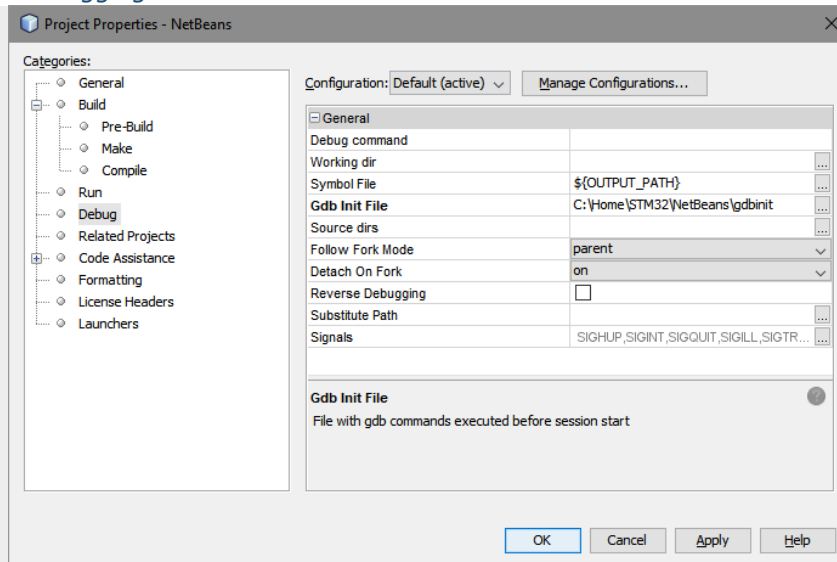 Project Properties - NetBeans
Categories:
General
Build
Pre-Build
Make
Compile
Run
Debug
Related Projects
Code Assistance
Formatting
License Headers
Launchers
Configuration: Default (active) Manage Configurations...
General
Debug command
Working dir ...
Symbol File ${OUTPUT_PATH} ...
Gdb Init File C:\Home\STM32\NetBeans\gdbinit ...
Source dirs ...
Follow Fork Mode parent
Detach On Fork on
Reverse Debugging
Substitute Path ...
Signals SIGHUP,SIGINT,SIGQUIT,SIGILL,SIGTR... ...
Gdb Init File ?
File with gdb commands executed before session start
OK Cancel Apply Help